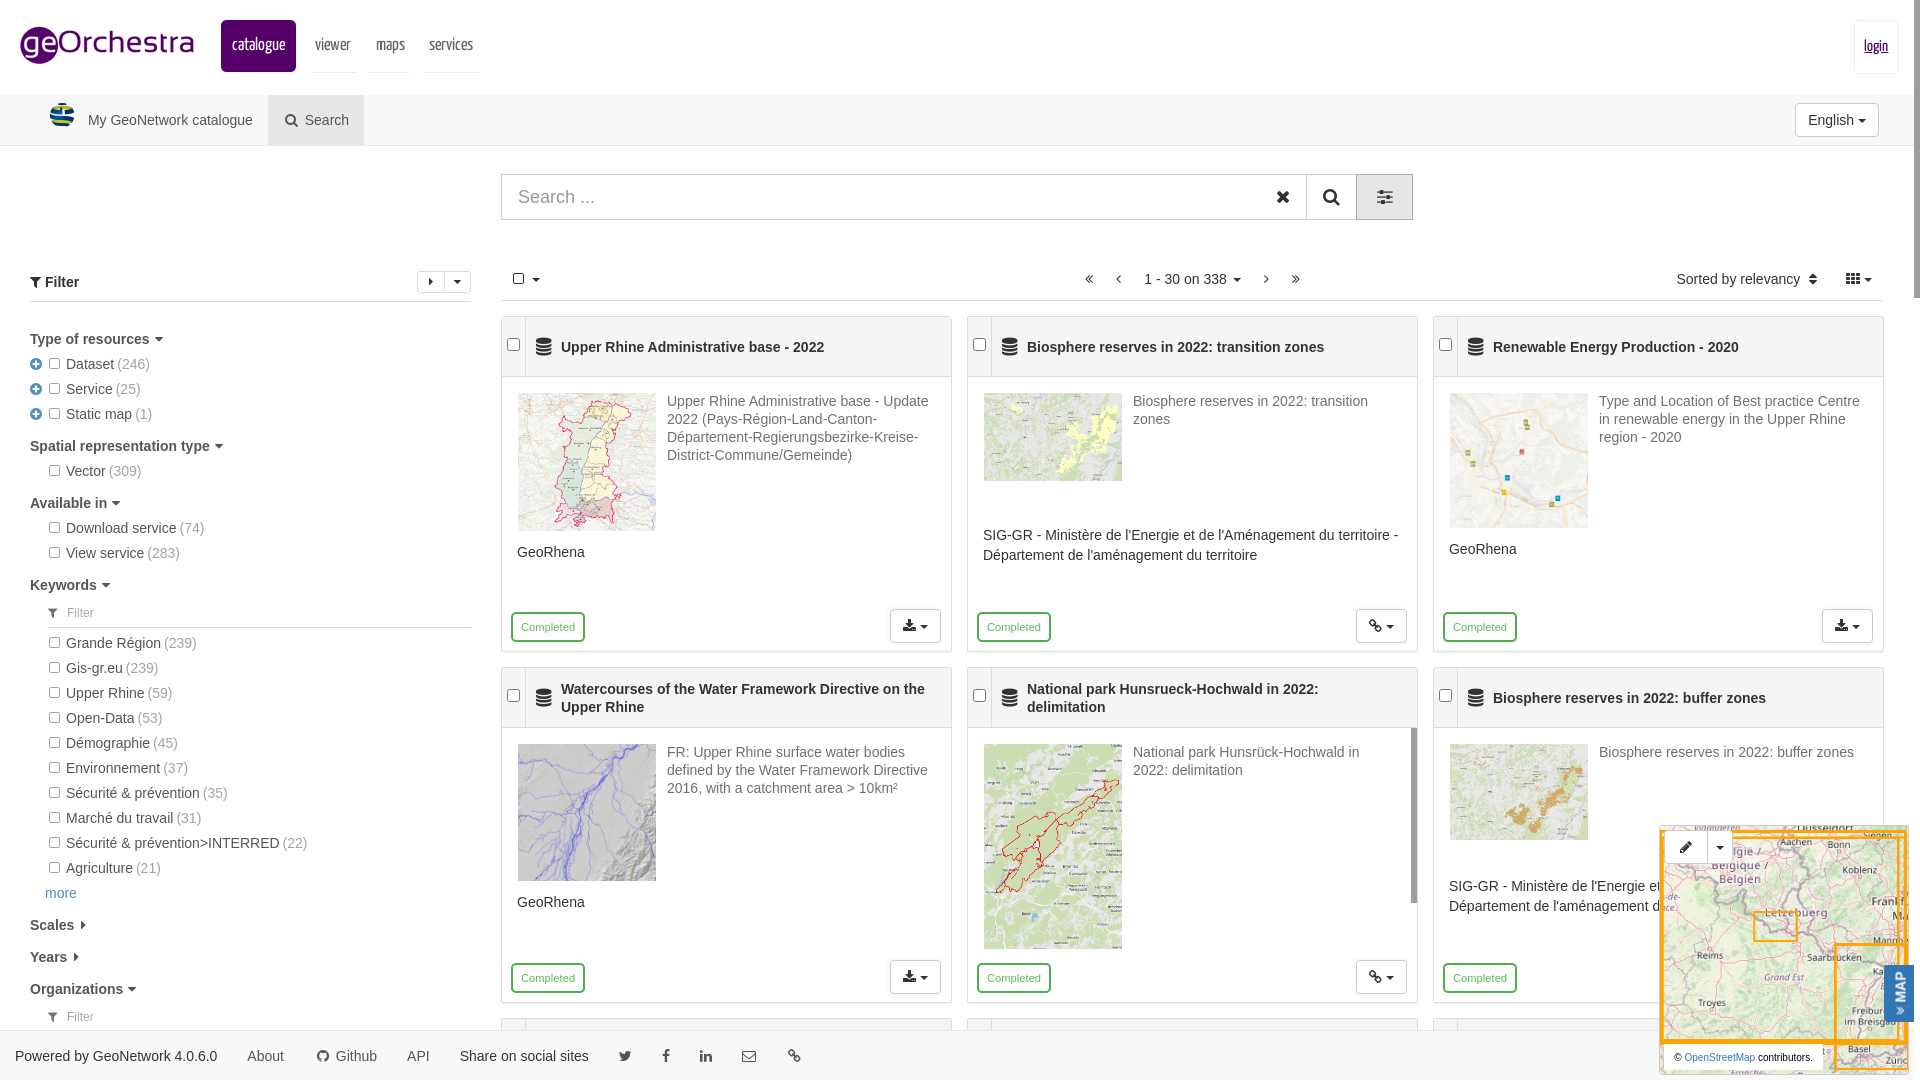 geOrchestra
catalogue
viewer
maps
services
login
My GeoNetwork catalogue
Search
English
Search ...
Filter
1 - 30 on 338
Sorted by relevancy
Type of resources
Dataset (246)
Service (25)
Static map (1)
Spatial representation type
Vector (309)
Available in
Download service (74)
View service (283)
Keywords
Filter
Grande Région (239)
Gis-gr.eu (239)
Upper Rhine (59)
Open-Data (53)
Démographie (45)
Environnement (37)
Sécurité & prévention (35)
Marché du travail (31)
Sécurité & prévention>INTERRED (22)
Agriculture (21)
more
Scales
Years
Organizations
Filter
Upper Rhine Administrative base - 2022
Upper Rhine Administrative base - Update
2022 (Pays-Région-Land-Canton-
Département-Regierungsbezirke-Kreise-
District-Commune/Gemeinde)
GeoRhena
Completed
Biosphere reserves in 2022: transition zones
Biosphere reserves in 2022: transition
zones
SIG-GR - Ministère de l'Energie et de l'Aménagement du territoire -
Département de l'aménagement du territoire
Completed
Renewable Energy Production - 2020
Type and Location of Best practice Centre
in renewable energy in the Upper Rhine
region - 2020
GeoRhena
Completed
Watercourses of the Water Framework Directive on the
Upper Rhine
FR: Upper Rhine surface water bodies
defined by the Water Framework Directive
2016, with a catchment area > 10km²
GeoRhena
Completed
National park Hunsrueck-Hochwald in 2022:
delimitation
National park Hunsrück-Hochwald in
2022: delimitation
Completed
Biosphere reserves in 2022: buffer zones
Biosphere reserves in 2022: buffer zones
SIG-GR - Ministère de l'Energie et
Département de l'aménagement d
Completed
Aachen
Bonn
Belgique /
Belgien
Koblenz
Lëtzebuerg
Reims
Saarbrücken
Grand Est
Troyes
Freiburg
im Breisgau
Basel
MAP
© OpenStreetMap contributors.
Powered by GeoNetwork 4.0.6.0
About
Github
API
Share on social sites